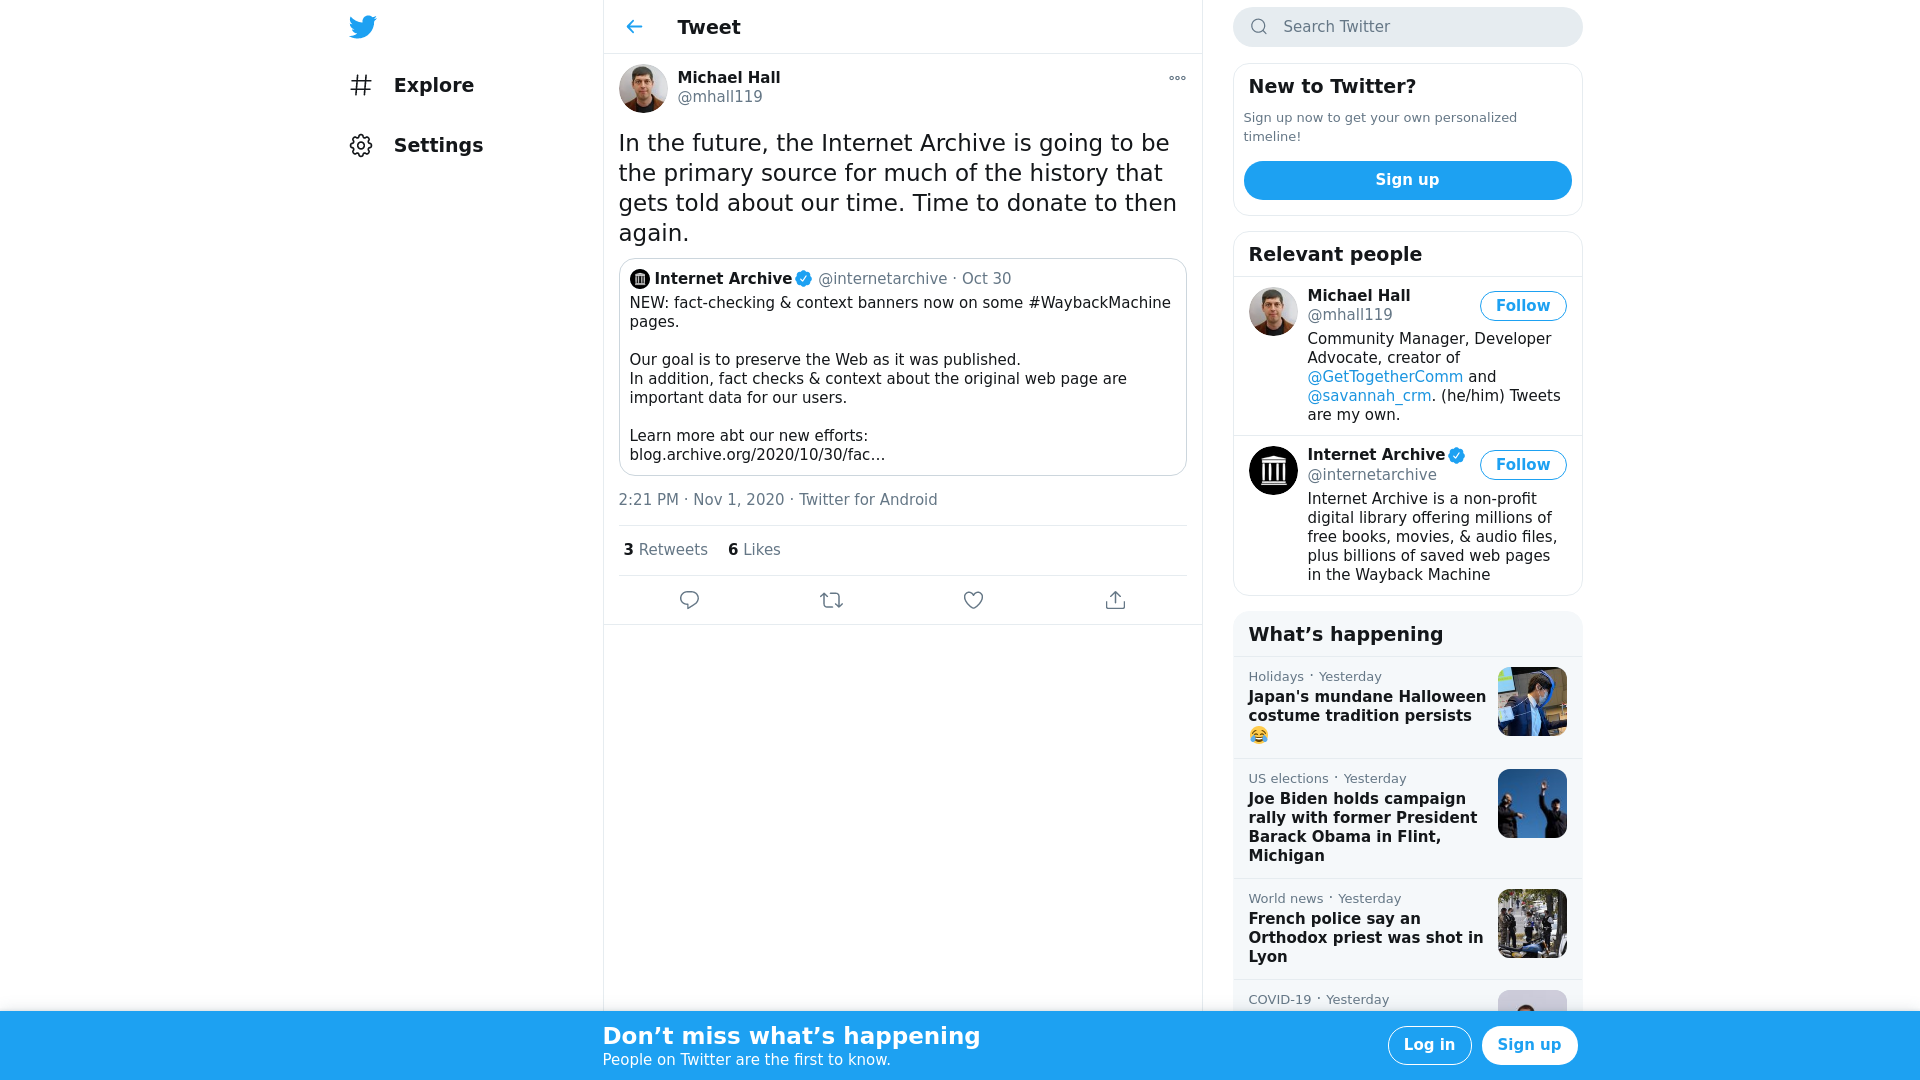 Explore
Settings
Tweet
Michael Hall
@mhall119
In the future, the Internet Archive is going to be
the primary source for much of the history that
gets told about our time. Time to donate to then
again.
Internet Archive @internetarchive · Oct 30
NEW: fact-checking & context banners now on some #WaybackMachine
pages.
Our goal is to preserve the Web as it was published.
In addition, fact checks & context about the original web page are
important data for our users.
Learn more abt our new efforts:
blog.archive.org/2020/10/30/fac…
2:21 PM · Nov 1, 2020 · Twitter for Android
3 Retweets 6 Likes
Search Twitter
New to Twitter?
Sign up now to get your own personalized
timeline!
Sign up
Relevant people
Michael Hall
@mhall119
Follow
Community Manager, Developer
Advocate, creator of
@GetTogetherComm and
@savannah_crm. (he/him) Tweets
are my own.
Internet Archive
@internetarchive
Follow
Internet Archive is a non-profit
digital library offering millions of
free books, movies, & audio files,
plus billions of saved web pages
in the Wayback Machine
What’s happening
Holidays · Yesterday
Japan's mundane Halloween
costume tradition persists
😂
US elections · Yesterday
Joe Biden holds campaign
rally with former President
Barack Obama in Flint,
Michigan
World news · Yesterday
French police say an
Orthodox priest was shot in
Lyon
COVID-19 · Yesterday
Don’t miss what’s happening
People on Twitter are the first to know.
Log in
Sign up